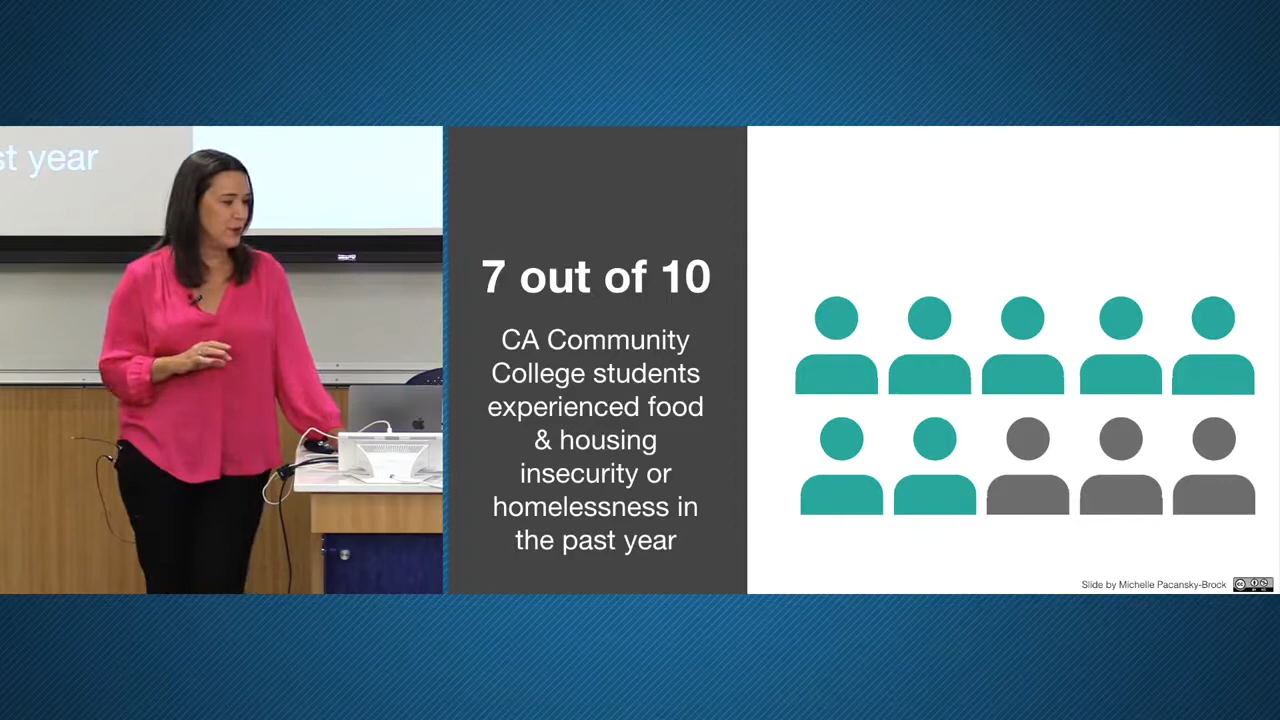 st year
7 out of 10
CA Community
College students
experienced food
& housing
insecurity or
homelessness in
the past year
Slide by Michelle Pacansky-Brock